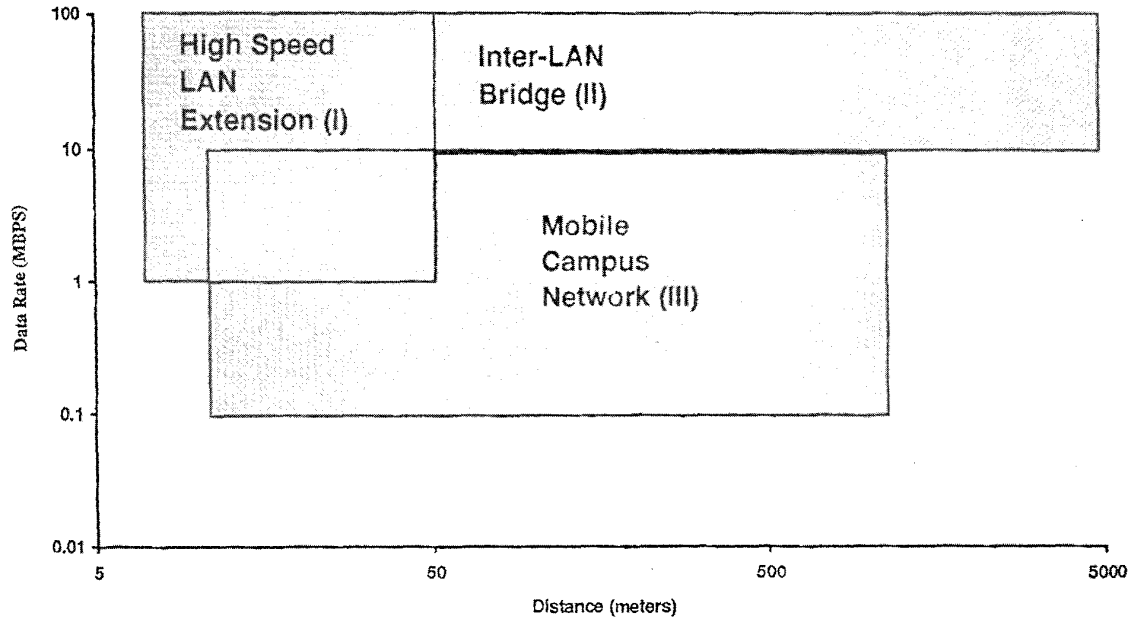 100
10
1
0.1
0.01
Data Rate (MBPS)
High Speed
LAN
Extension (I)
Inter-LAN
Bridge (II)
Mobile
Campus
Network (III)
5
50
500
5000
Distance (meters)